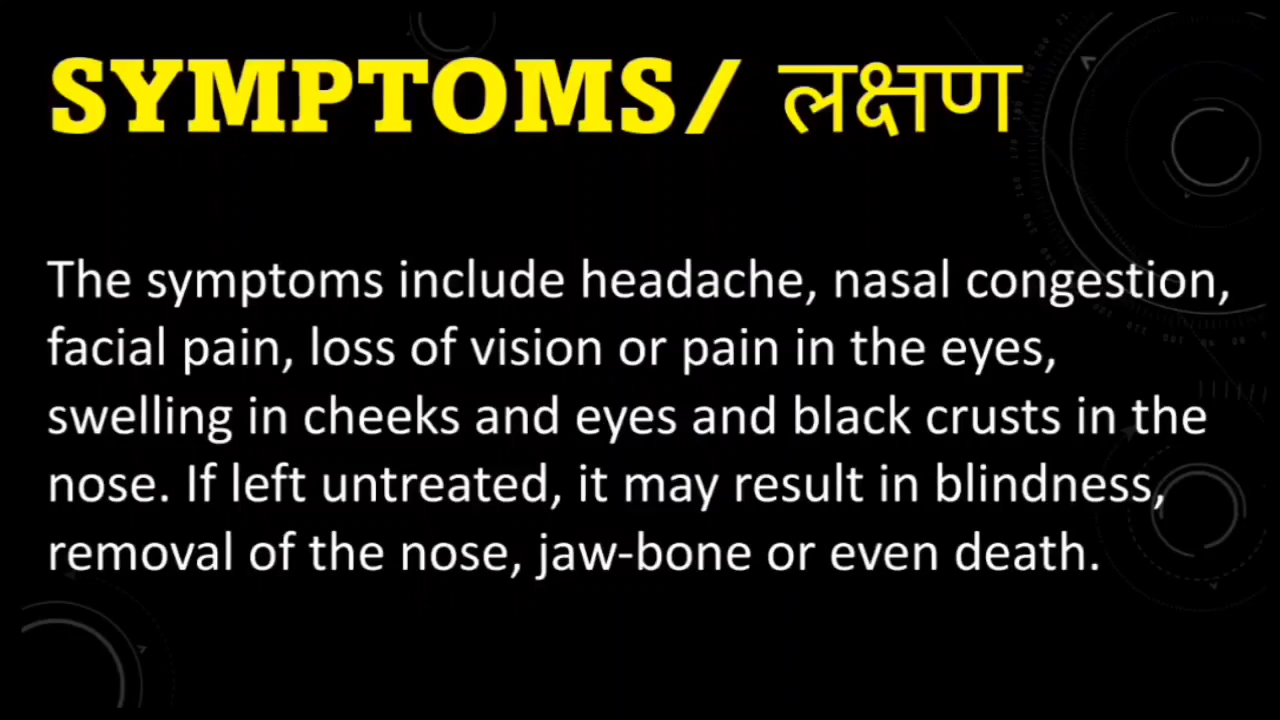 SYMPTOMS/ लक्षण
The symptoms include headache, nasal congestion,
facial pain, loss of vision or pain in the eyes,
swelling in cheeks and eyes and black crusts in the
nose. If left untreated, it may result in blindness,
removal of the nose, jaw-bone or even death.